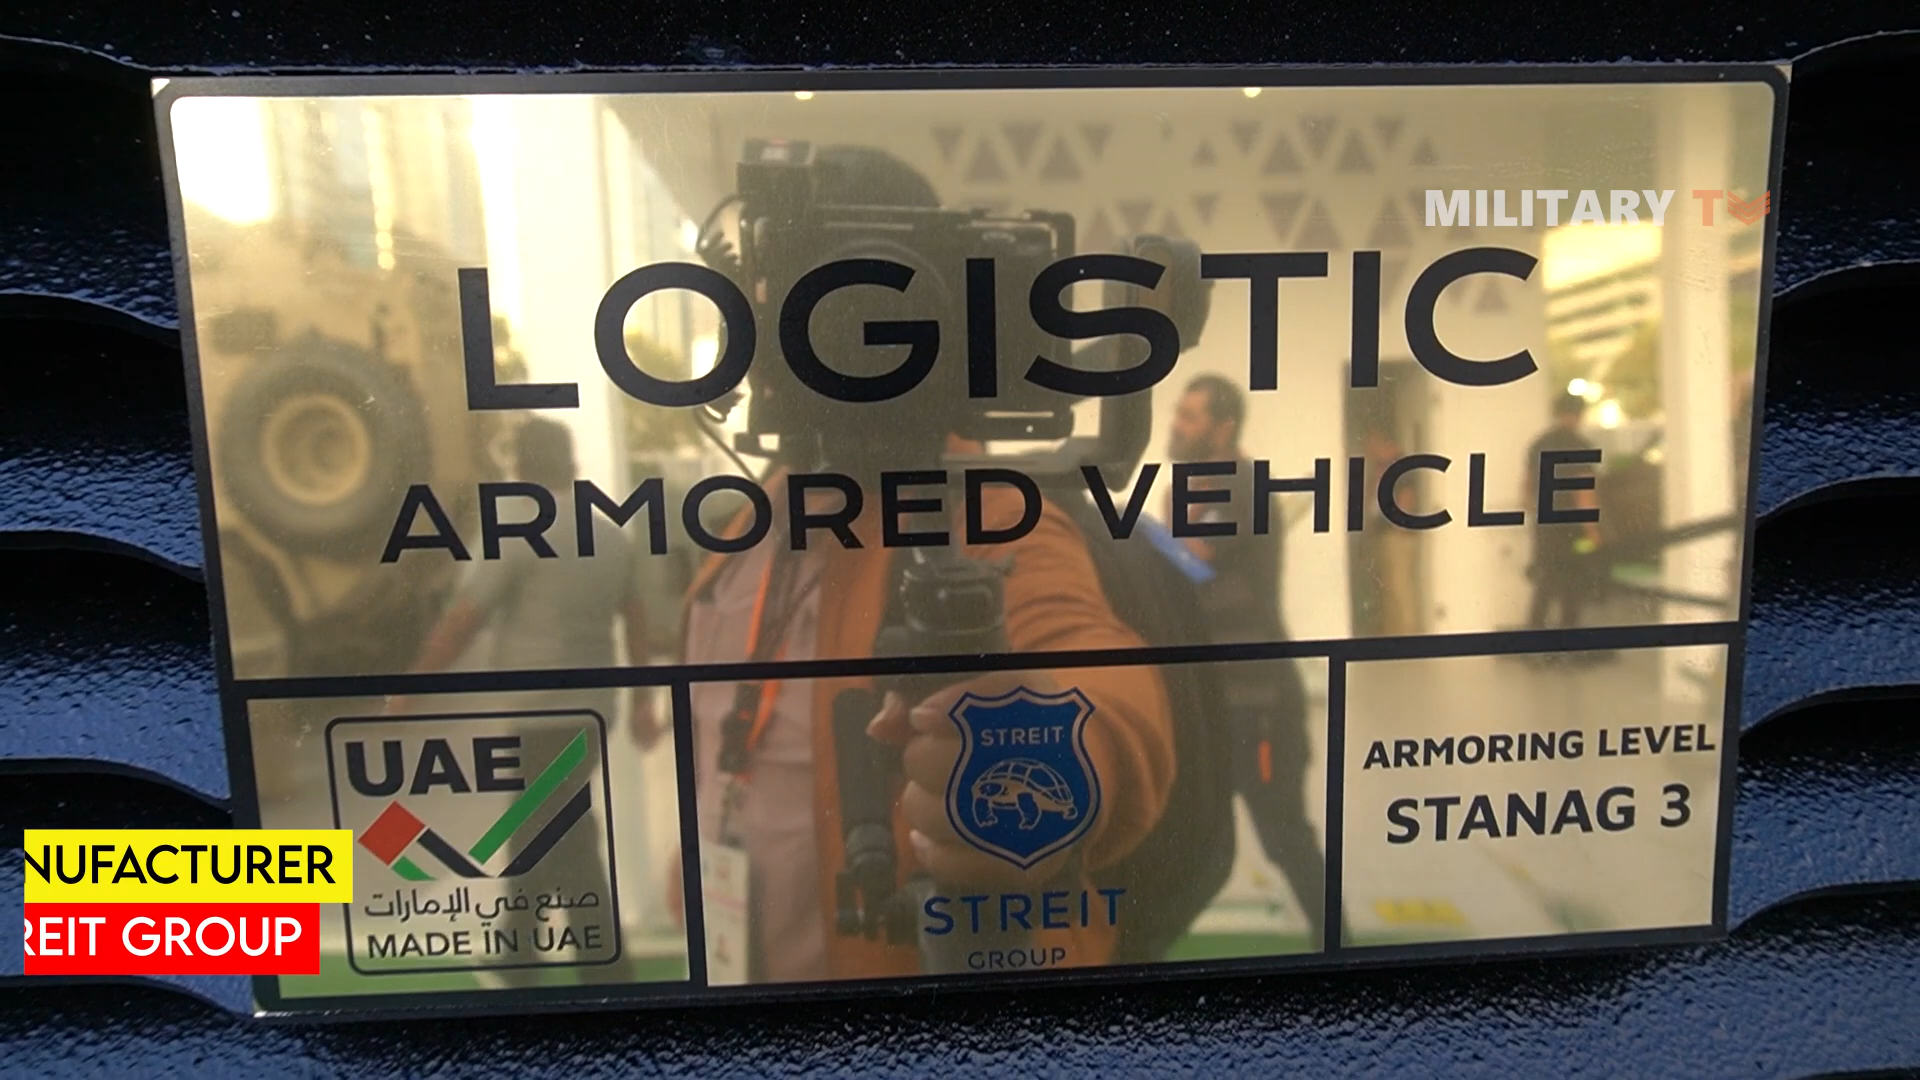 MILITARY TV
LOGISTIC
ARMORED VEHICLE
UAE
صنع في الإمارات
MADE IN UAE
STREIT
STREIT
GROUP
ARMORING LEVEL
STANAG 3
NUFACTURER
REIT GROUP